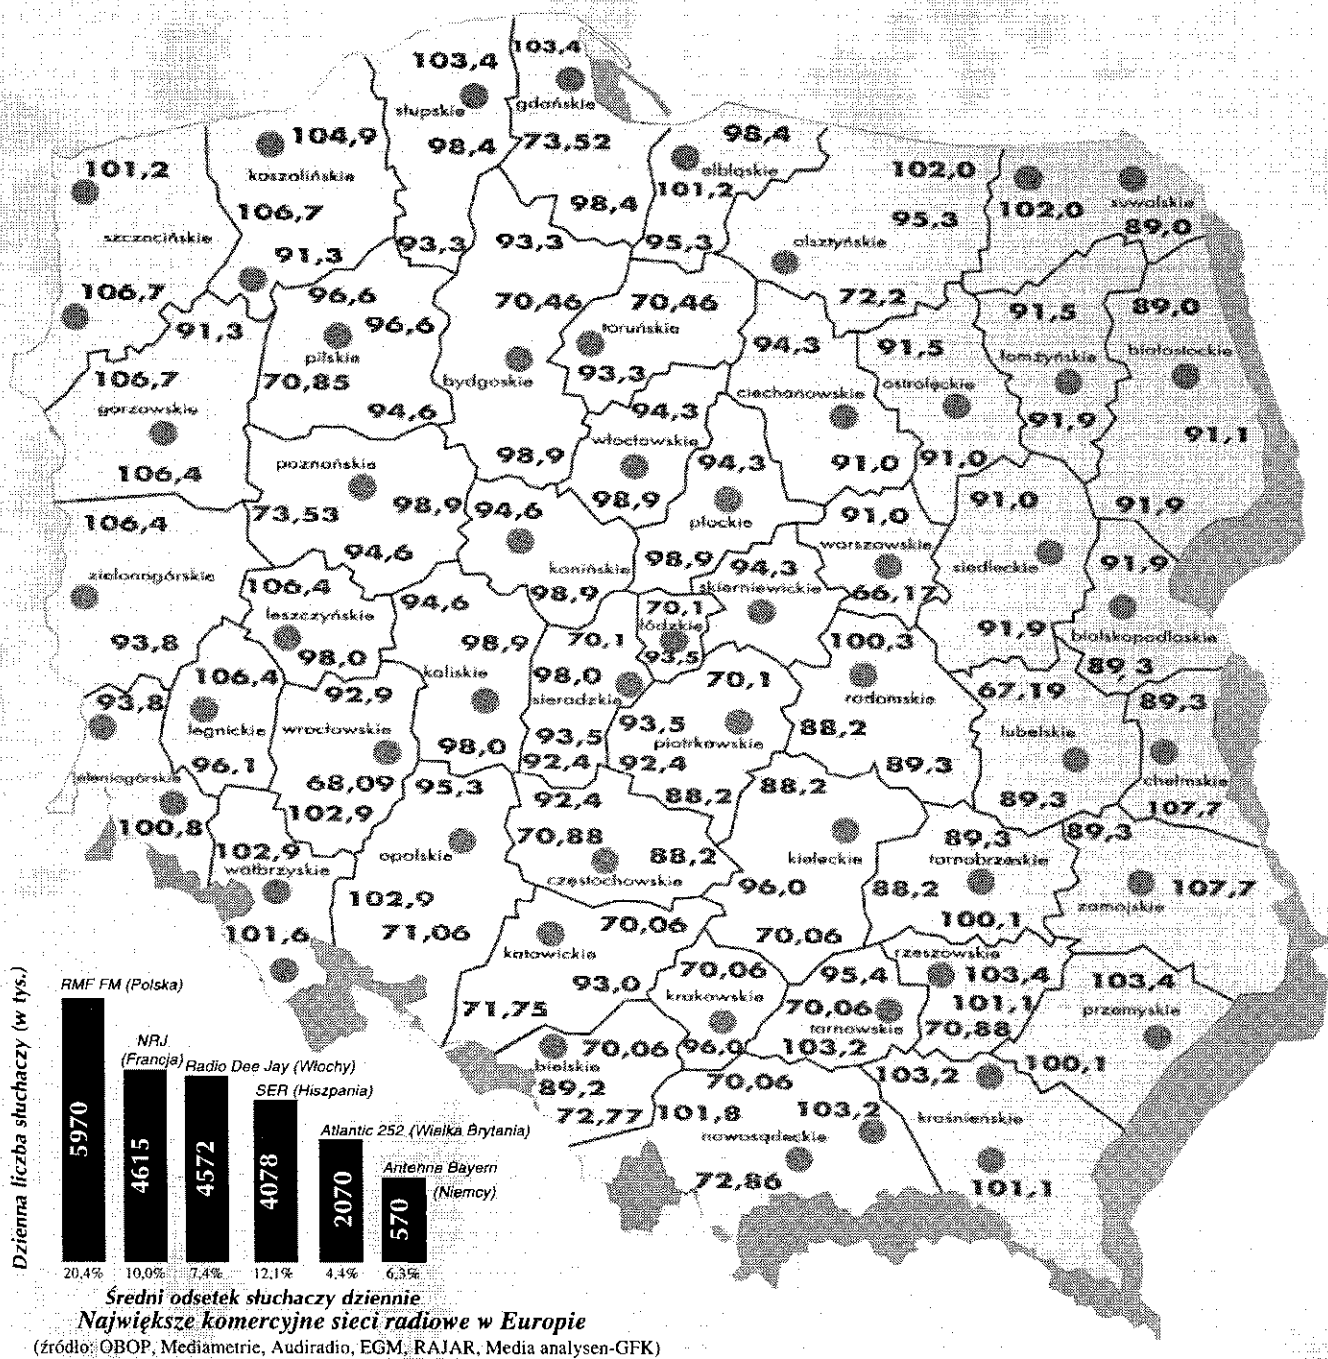 103,4
103,4
słupskie
gdańskie
98,4
73,52
98,4
104,9
koszalińskie
106,7
91,3
101,2
szczecińskie
106,7
98,4
elbląskie
101,2
95,3
102,0
95,3
olsztyńskie
72,2
102,0
suwalskie
89,0
93,3
93,3
91,3
96,6
96,6
pilskie
70,85
94,6
70,46
bydgoskie
98,9
70,46
toruńskie
93,3
94,3
ciechanowskie
91,0
91,5
ostrołęckie
91,0
91,5
łomżyńskie
91,9
89,0
białostockie
91,1
91,9
106,7
gorzowskie
106,4
poznańskie
73,53
98,9
94,6
94,6
konińskie
98,9
94,3
włocławskie
98,9
94,3
płockie
98,9
91,0
warszawskie
66,17
91,0
siedleckie
91,9
91,9
bialskopodlaskie
89,3
106,4
zielonogórskie
93,8
106,4
leszczyńskie
98,0
94,6
98,9
kaliskie
98,0
70,1
98,0
sieradzkie
93,5
92,4
70,1
łódzkie
93,5
94,3
skierniewickie
70,1
93,5
piotrkowskie
92,4
88,2
100,3
radomskie
88,2
89,3
67,19
lubelskie
89,3
89,3
chełmskie
107,7
93,8
jeleniogórskie
100,8
106,4
legnickie
96,1
92,9
wrocławskie
68,09
102,9
102,9
wałbrzyskie
101,6
95,3
opolskie
102,9
71,06
92,4
70,88
88,2
częstochowskie
88,2
kieleckie
96,0
70,06
89,3
tarnobrzeskie
88,2
100,1
89,3
107,7
zamojskie
70,06
katowickie
93,0
71,75
70,06
krakowskie
96,0
95,4
70,06
tarnowskie
103,2
rzeszowskie
103,4
101,1
70,88
103,4
przemyskie
100,1
70,06
bielskie
89,2
72,77
70,06
101,8
103,2
nowosądeckie
72,86
103,2
krośnieńskie
101,1
Dzienna liczba słuchaczy (w tys.)
RMF FM (Polska)
NRJ
(Francja)
Radio Dee Jay (Włochy)
SER (Hiszpania)
Atlantic 252 (Wielka Brytania)
Antenna Bayern
(Niemcy)
5970
4615
4572
4078
2070
570
20,4% 10,0% 7,4% 12,1% 4,4% 6,3%
Średni odsetek słuchaczy dziennie
Największe komercyjne sieci radiowe w Europie
(źródło: OBOP, Mediametrie, Audiradio, EGM, RAJAR, Media analysen-GFK)